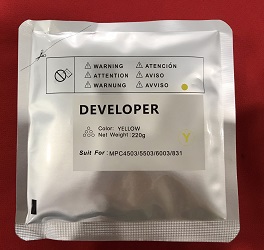 WARNING ATENCIÓN
ATTENTION AVISO
WARNUNG AVVISO
DEVELOPER
Color: YELLOW
Net Weight: 220g
Y
Suit For: MPC4503/5503/6003/831